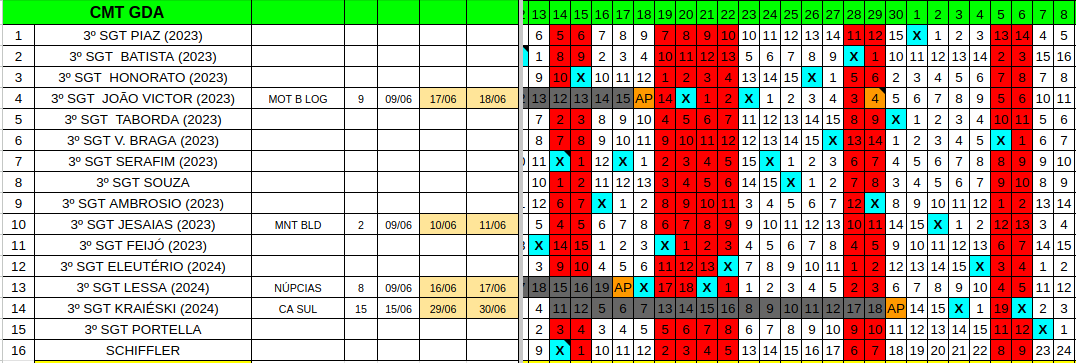 CMT GDA 13 14 15 16 17 18 19 20 21 22 23 24 25 26 27 28 29 30 1 2 3 4 5 6 7 8
1 3º SGT PIAZ (2023) 6 5 6 7 8 9 7 8 9 10 10 11 12 13 14 11 12 15 X 1 2 3 13 14 4 5
2 3º SGT BATISTA (2023) 1 8 9 2 3 4 10 11 12 13 5 6 7 8 9 X 1 10 11 12 13 14 2 3 15 16
3 3º SGT HONORATO (2023) 9 10 X 10 11 12 1 2 3 4 13 14 15 X 1 5 6 2 3 4 5 6 7 8 7 8
4 3º SGT JOÃO VICTOR (2023) MOT B LOG 9 09/06 17/06 18/06 13 12 13 14 15 AP 14 X 1 2 X 1 2 3 4 3 4 5 6 7 8 9 5 6 10 11
5 3º SGT TABORDA (2023) 7 2 3 8 9 10 4 5 6 7 11 12 13 14 15 8 9 X 1 2 3 4 10 11 5 6
6 3º SGT V. BRAGA (2023) 8 7 8 9 10 11 9 10 11 12 12 13 14 15 X 13 14 1 2 3 4 5 X 1 6 7
7 3º SGT SERAFIM (2023) 11 X 1 12 X 1 2 3 4 5 2 X 1 2 3 6 7 4 5 6 7 8 8 9 9 10
8 3º SGT SOUZA 10 1 2 11 12 13 3 4 5 6 14 15 X 1 2 7 8 3 4 5 6 7 9 10 8 9
9 3º SGT AMBROSIO (2023) 12 6 7 X 1 2 8 9 10 11 3 4 5 6 7 12 X 8 9 10 11 12 1 2 13 14
10 3º SGT JESAIAS (2023) MNT BLD 2 09/06 10/06 11/06 5 4 5 6 7 8 6 7 8 9 9 10 11 12 13 10 11 14 15 X 1 2 12 13 3 4
11 3º SGT FEIJÓ (2023) X 14 15 1 2 3 X 1 2 3 4 5 6 7 8 4 5 9 10 11 12 13 6 7 14 15
12 3º SGT ELEUTÉRIO (2024) 3 9 10 4 5 6 11 12 13 X 7 8 9 10 11 1 2 12 13 14 15 X 3 4 1 2
13 3º SGT LESSA (2024) NÚPCIAS 8 09/06 16/06 17/06 18 15 16 19 AP X 17 18 X 1 1 2 3 4 5 2 3 6 7 8 9 10 4 5 11 12
14 3º SGT KRAIÉSKI (2024) CA SUL 15 15/06 29/06 30/06 4 11 12 5 6 7 13 14 15 16 8 9 10 11 12 17 18 AP 14 15 X 1 19 X 2 3
15 3º SGT PORTELLA 2 3 4 3 4 5 5 6 7 8 6 7 8 9 10 9 10 11 12 13 14 15 11 12 X 1
16 SCHIFFLER 9 X 1 10 11 12 2 3 4 5 13 14 15 16 17 6 7 18 19 20 21 22 8 9 23 24